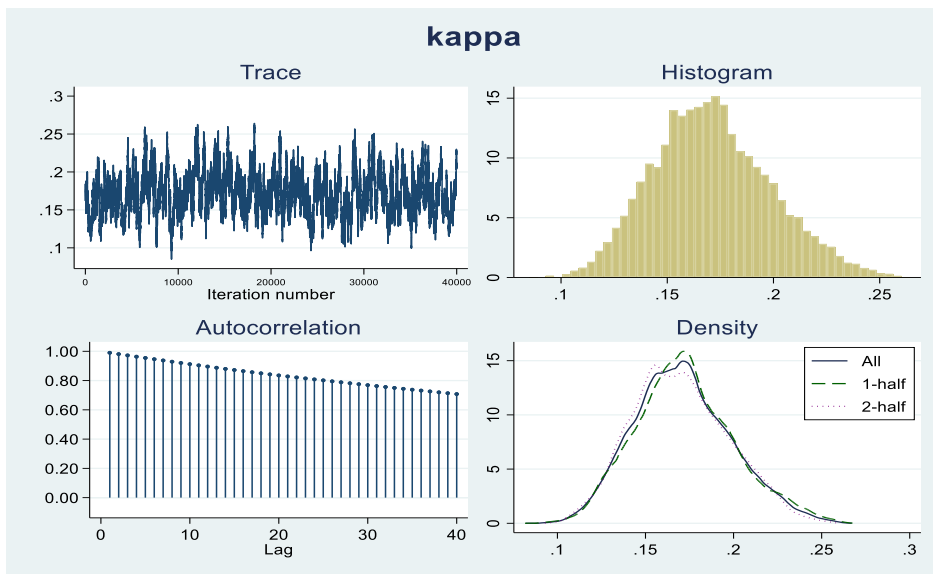 kappa
Trace
.3
.25
.2
.15
.1
0 10000 20000 30000 40000
Iteration number
Histogram
15
10
5
0
.1 .15 .2 .25
Autocorrelation
1.00
0.80
0.60
0.40
0.20
0.00
0 10 20 30 40
Lag
Density
15
10
5
0
.1 .15 .2 .25 .3
All
1-half
2-half